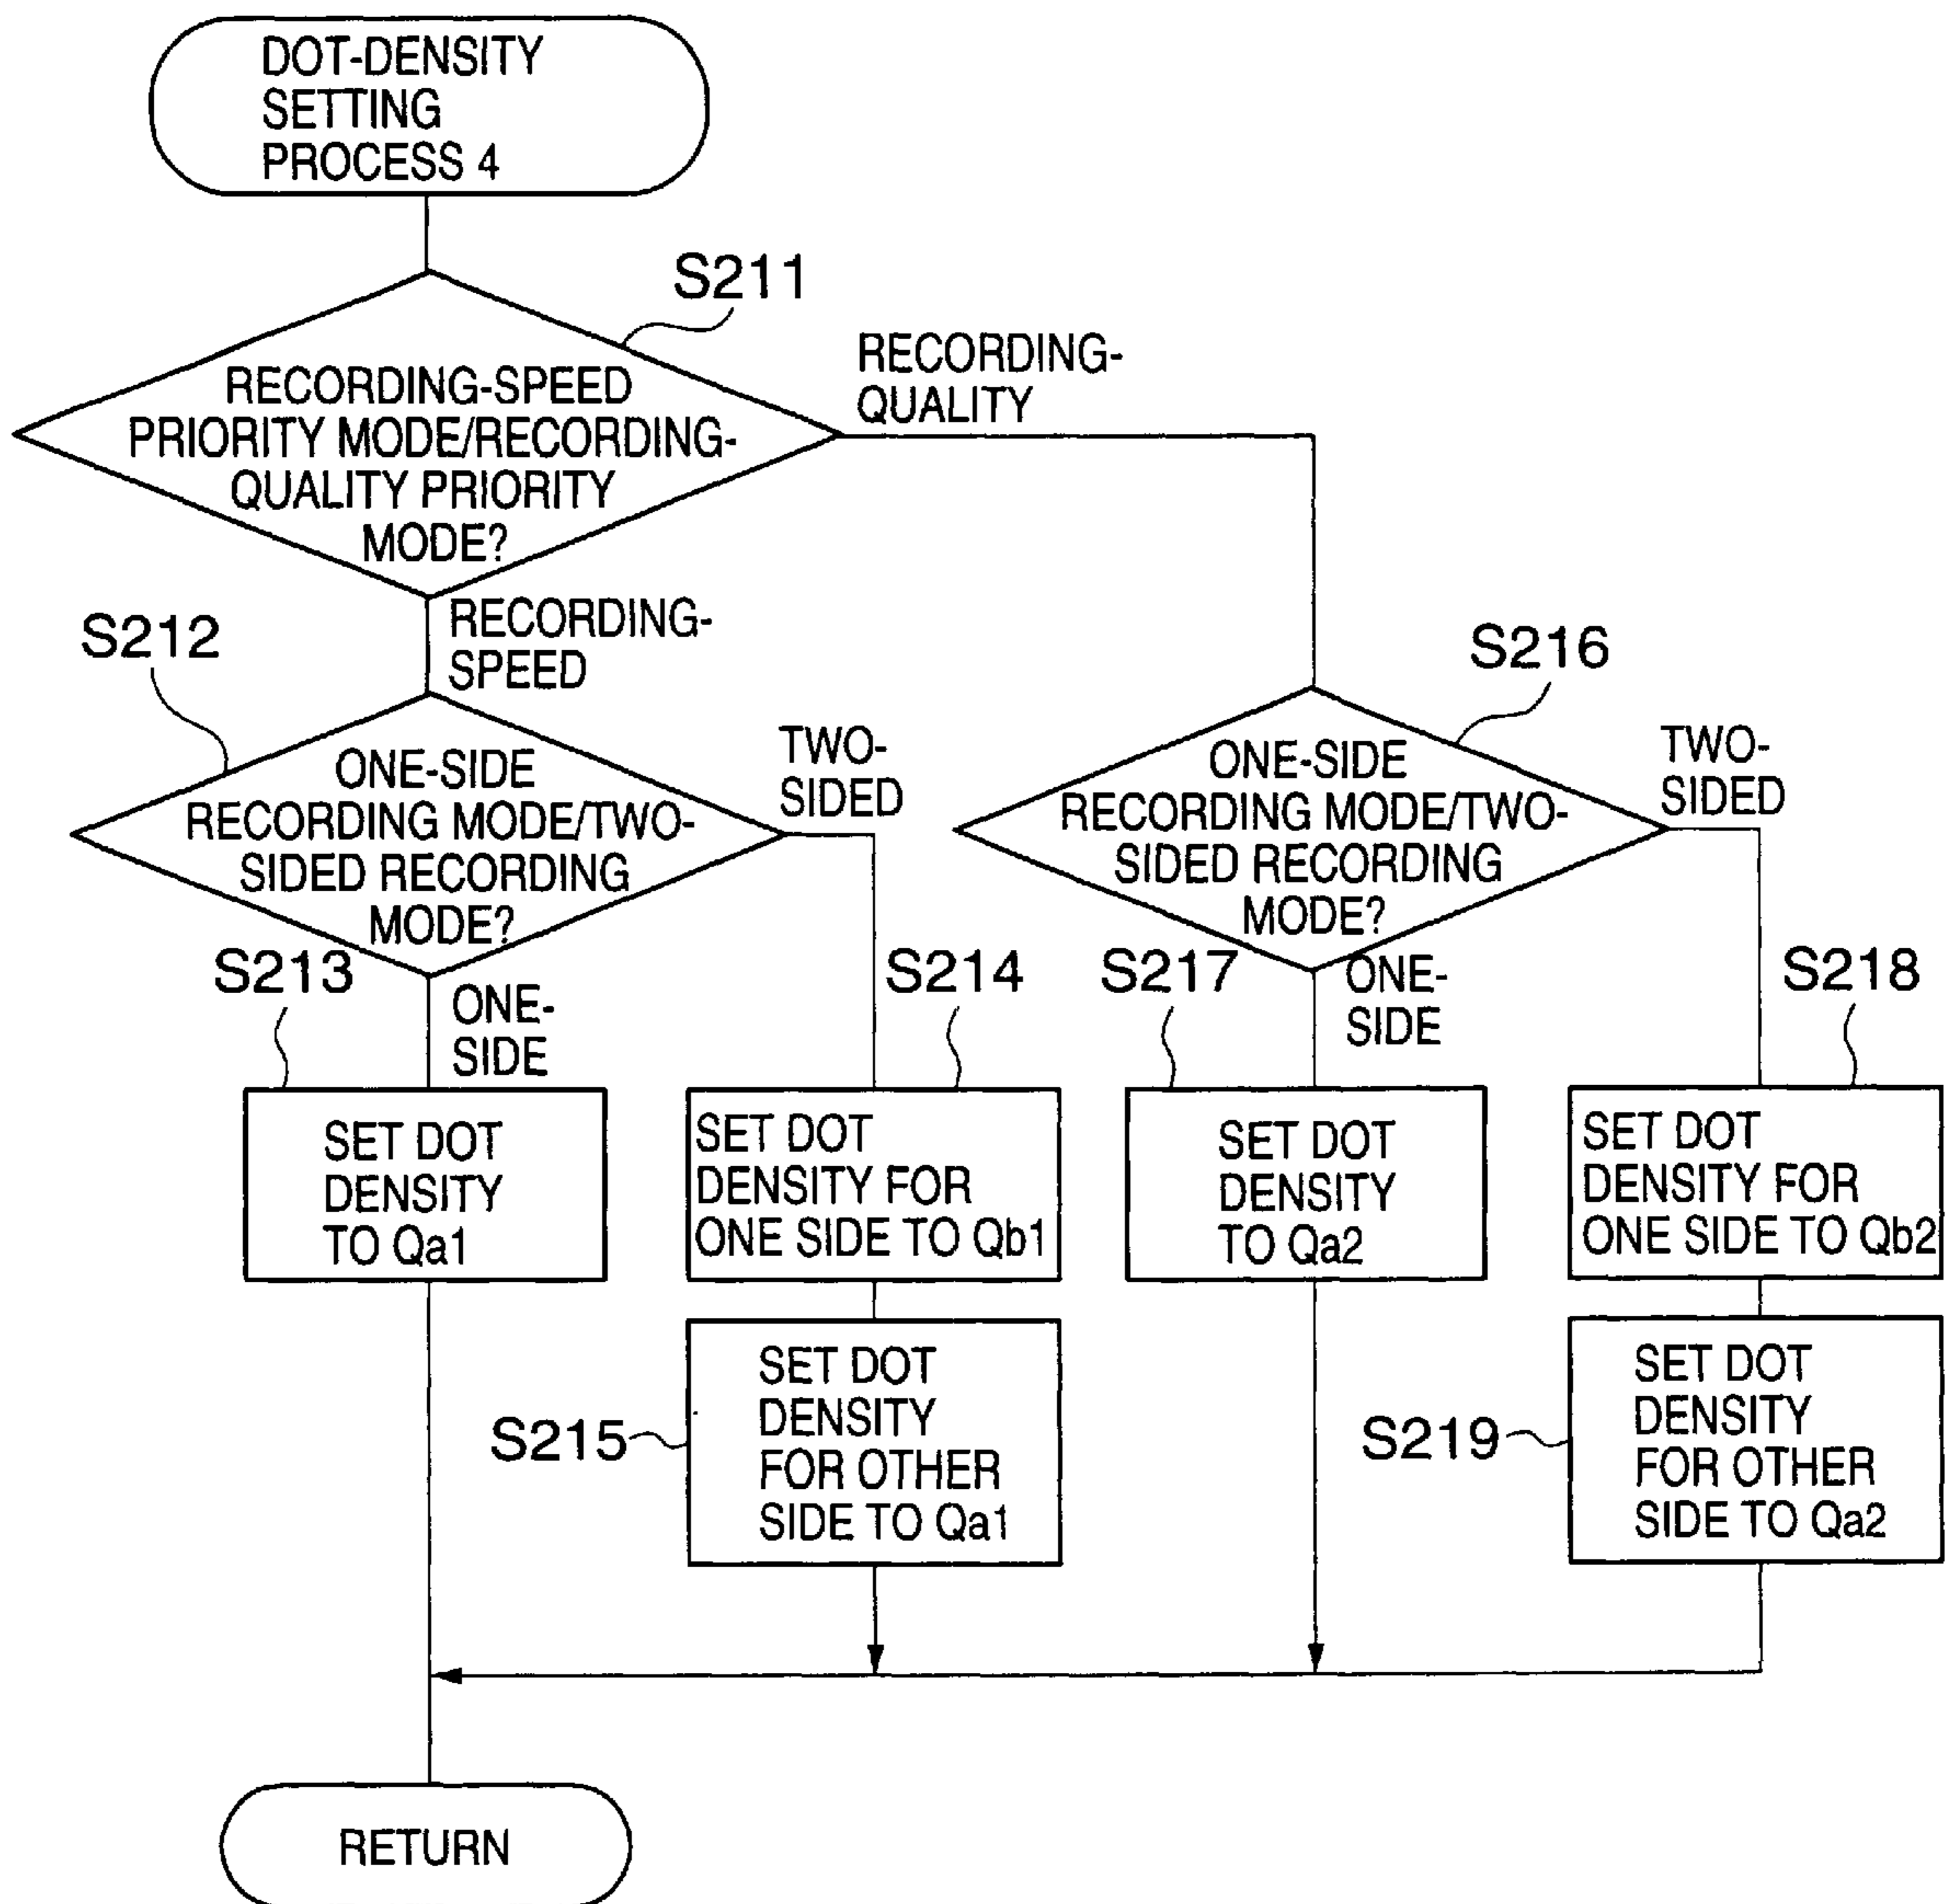 DOT-DENSITY
SETTING
PROCESS 4
S211
RECORDING-SPEED
PRIORITY MODE/RECORDING-
QUALITY PRIORITY
MODE?
RECORDING-
QUALITY
RECORDING-
SPEED
S212
ONE-SIDE
RECORDING MODE/TWO-
SIDED RECORDING
MODE?
TWO-
SIDED
S216
ONE-SIDE
RECORDING MODE/TWO-
SIDED RECORDING
MODE?
TWO-
SIDED
S213
ONE-
SIDE
S214
S217
ONE-
SIDE
S218
SET DOT
DENSITY
TO Qa1
SET DOT
DENSITY FOR
ONE SIDE TO Qb1
SET DOT
DENSITY
TO Qa2
SET DOT
DENSITY FOR
ONE SIDE TO Qb2
S215
SET DOT
DENSITY
FOR OTHER
SIDE TO Qa1
S219
SET DOT
DENSITY
FOR OTHER
SIDE TO Qa2
RETURN